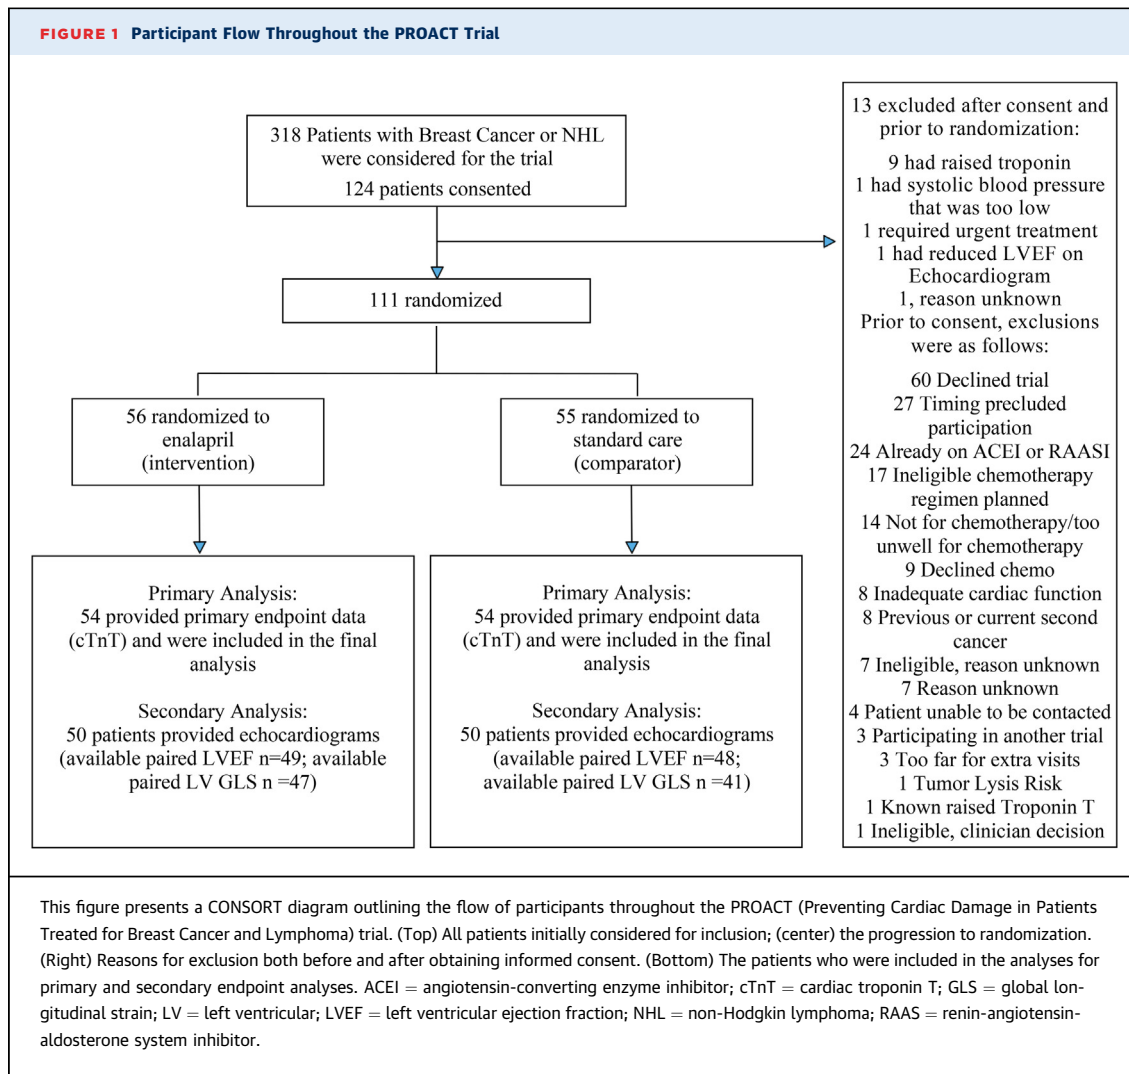 FIGURE 1 Participant Flow Throughout the PROACT Trial
318 Patients with Breast Cancer or NHL
were considered for the trial
124 patients consented
111 randomized
56 randomized to
enalapril
(intervention)
55 randomized to
standard care
(comparator)
Primary Analysis:
54 provided primary endpoint data
(cTnT) and were included in the final
analysis
Secondary Analysis:
50 patients provided echocardiograms
(available paired LVEF n=49; available
paired LV GLS n =47)
Primary Analysis:
54 provided primary endpoint data
(cTnT) and were included in the final
analysis
Secondary Analysis:
50 patients provided echocardiograms
(available paired LVEF n=48;
available paired LV GLS n =41)
13 excluded after consent and
prior to randomization:
9 had raised troponin
1 had systolic blood pressure
that was too low
1 required urgent treatment
1 had reduced LVEF on
Echocardiogram
1, reason unknown
Prior to consent, exclusions
were as follows:
60 Declined trial
27 Timing precluded
participation
24 Already on ACEI or RAASI
17 Ineligible chemotherapy
regimen planned
14 Not for chemotherapy/too
unwell for chemotherapy
9 Declined chemo
8 Inadequate cardiac function
8 Previous or current second
cancer
7 Ineligible, reason unknown
7 Reason unknown
4 Patient unable to be contacted
3 Participating in another trial
3 Too far for extra visits
1 Tumor Lysis Risk
1 Known raised Troponin T
1 Ineligible, clinician decision
This figure presents a CONSORT diagram outlining the flow of participants throughout the PROACT (Preventing Cardiac Damage in Patients
Treated for Breast Cancer and Lymphoma) trial. (Top) All patients initially considered for inclusion; (center) the progression to randomization.
(Right) Reasons for exclusion both before and after obtaining informed consent. (Bottom) The patients who were included in the analyses for
primary and secondary endpoint analyses. ACEI = angiotensin-converting enzyme inhibitor; cTnT = cardiac troponin T; GLS = global lon-
gitudinal strain; LV = left ventricular; LVEF = left ventricular ejection fraction; NHL = non-Hodgkin lymphoma; RAAS = renin-angiotensin-
aldosterone system inhibitor.